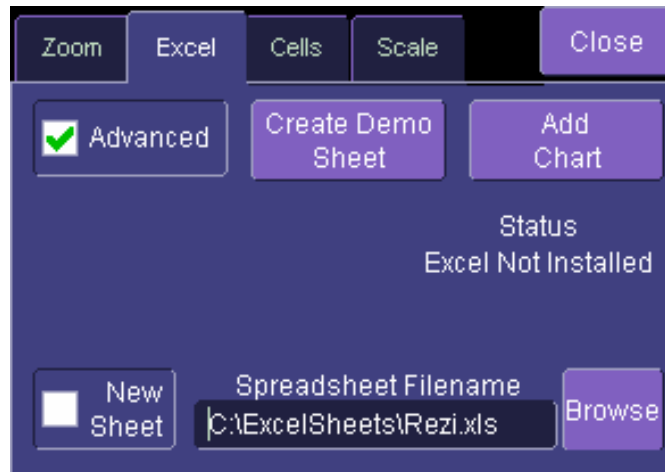 Zoom Excel Cells Scale Close
Advanced
Create Demo
Sheet
Add
Chart
Status
Excel Not Installed
New
Sheet
Spreadsheet Filename
C:\ExcelSheets\Rezi.xls
Browse